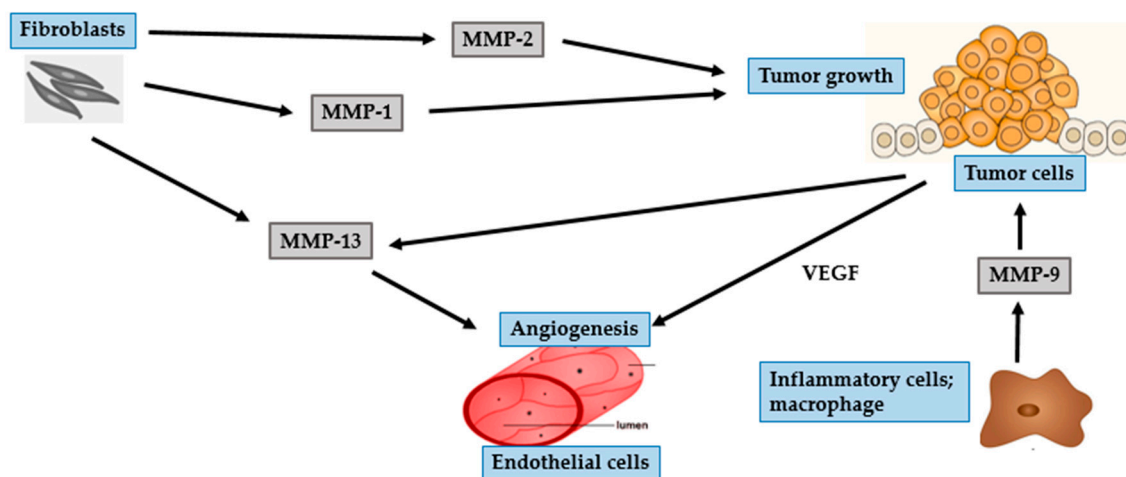 Fibroblasts
MMP-2
Tumor growth
MMP-1
Tumor cells
MMP-13
VEGF
MMP-9
Angiogenesis
Inflammatory cells;
macrophage
lumen
Endothelial cells